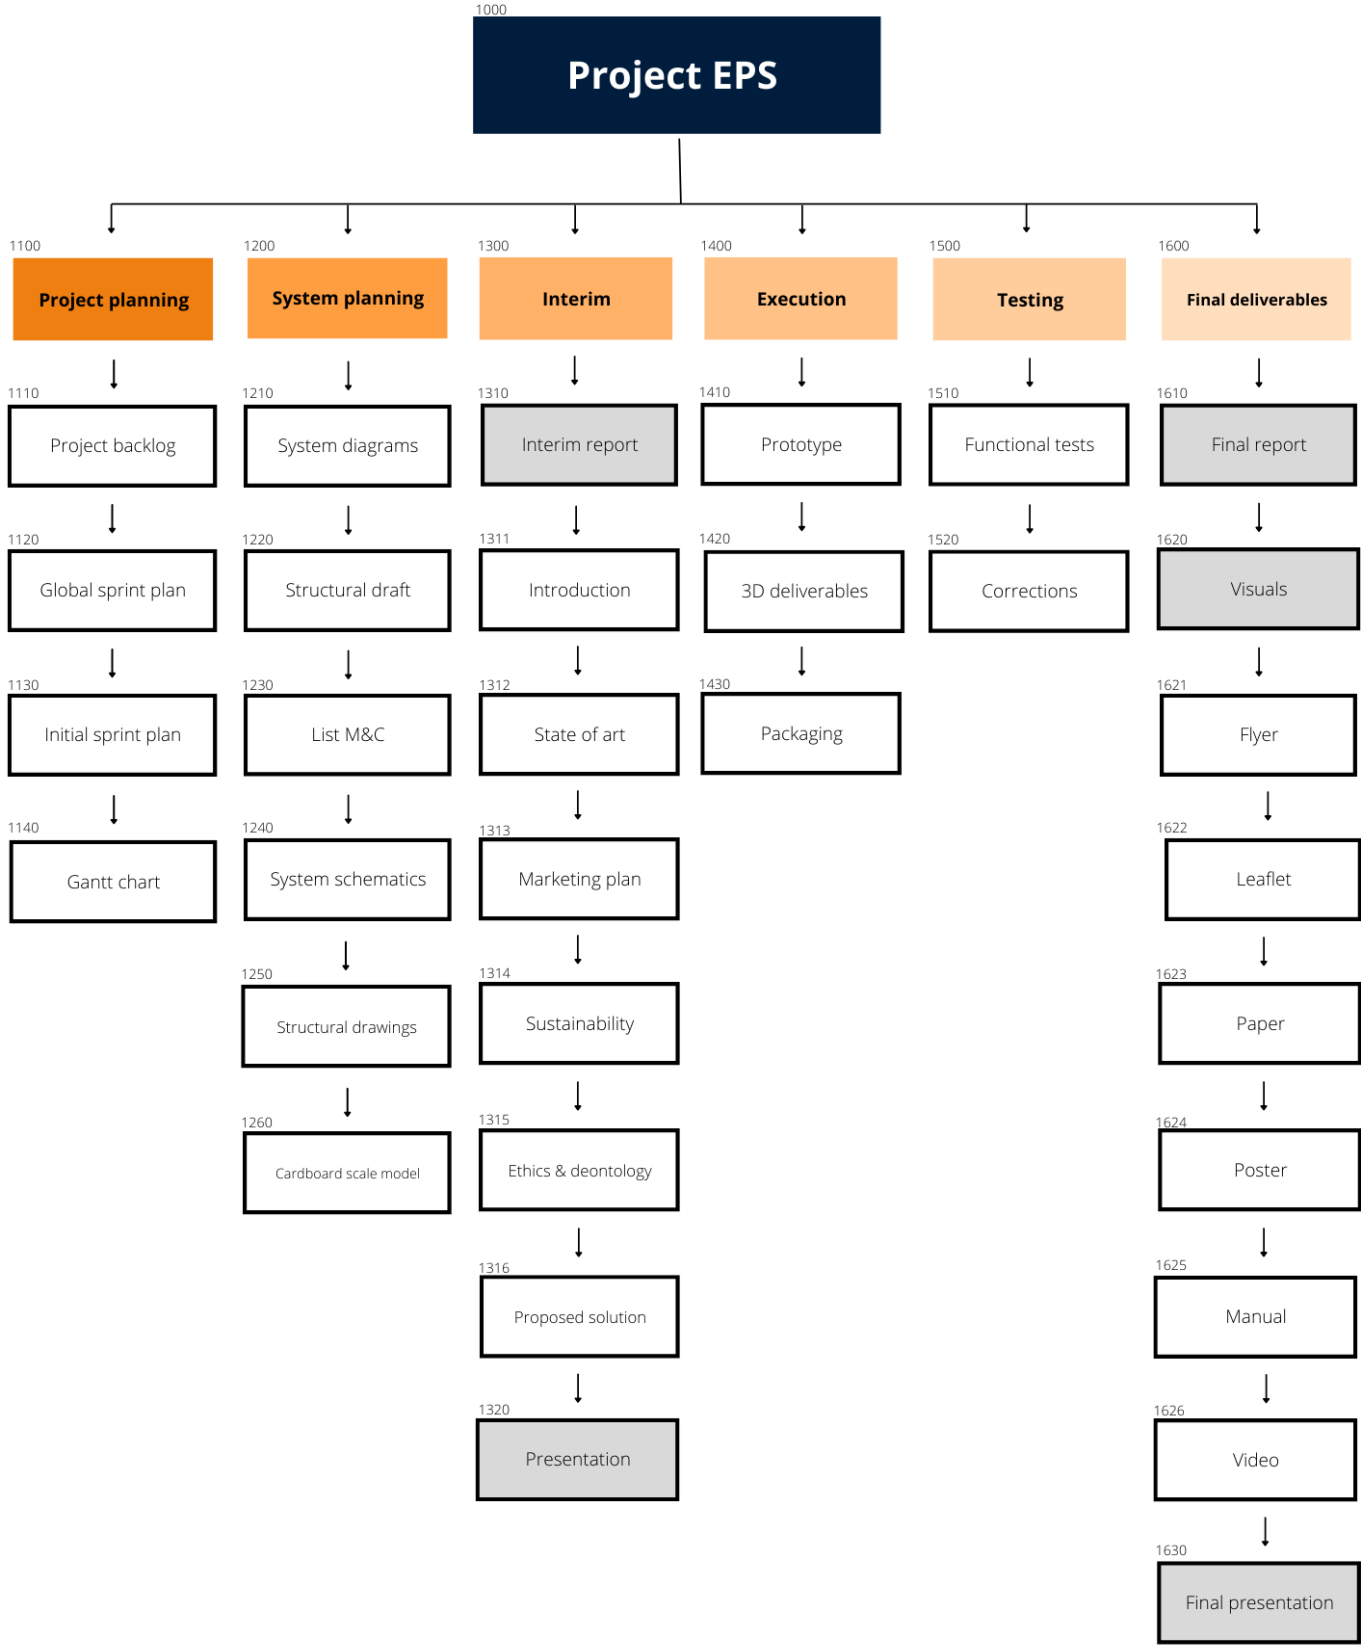 1000
Project EPS
1100
Project planning
1110
Project backlog
1120
Global sprint plan
1130
Initial sprint plan
1140
Gantt chart
1200
System planning
1210
System diagrams
1220
Structural draft
1230
List M&C
1240
System schematics
1250
Structural drawings
1260
Cardboard scale model
1300
Interim
1310
Interim report
1311
Introduction
1312
State of art
1313
Marketing plan
1314
Sustainability
1315
Ethics & deontology
1316
Proposed solution
1320
Presentation
1400
Execution
1410
Prototype
1420
3D deliverables
1430
Packaging
1500
Testing
1510
Functional tests
1520
Corrections
1600
Final deliverables
1610
Final report
1620
Visuals
1621
Flyer
1622
Leaflet
1623
Paper
1624
Poster
1625
Manual
1626
Video
1630
Final presentation